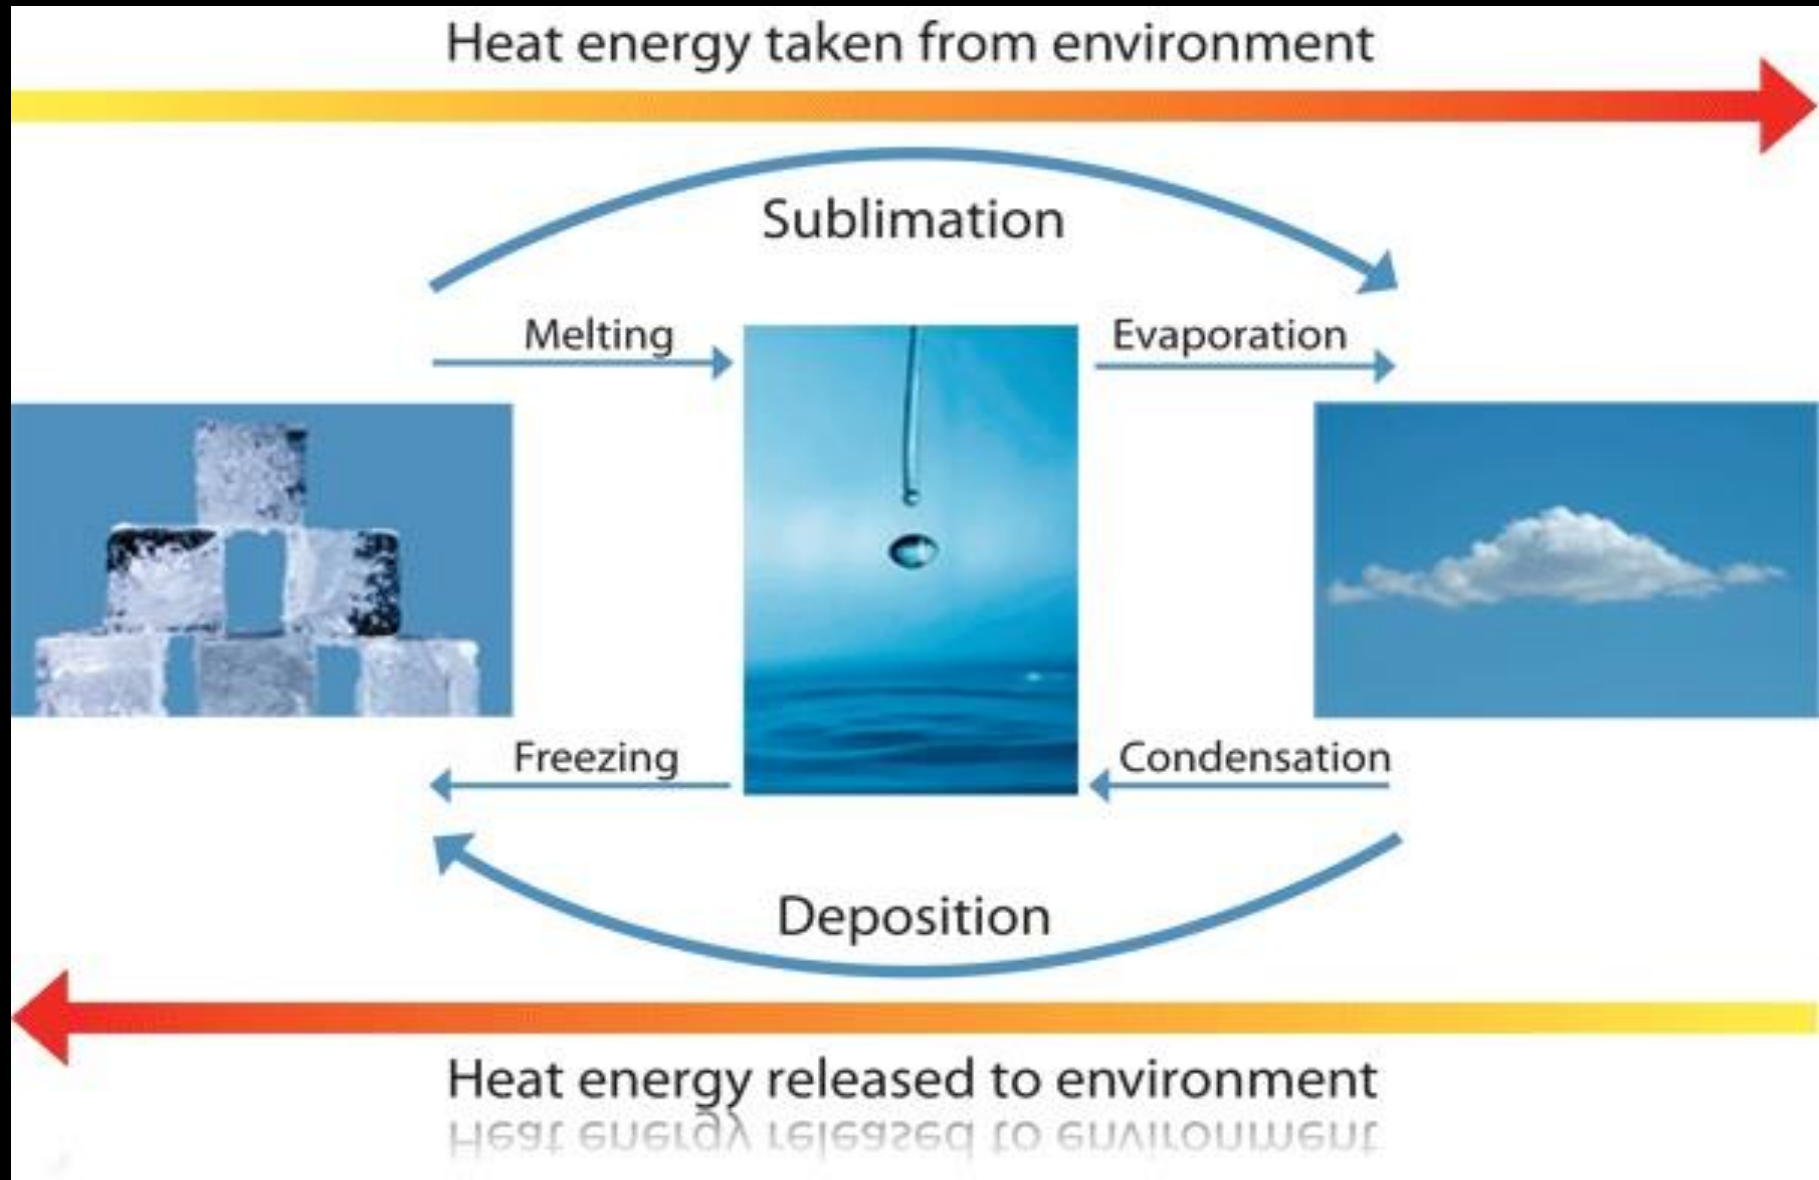 Heat energy taken from environment
Sublimation
Melting
Evaporation
Freezing
Condensation
Deposition
Heat energy released to environment